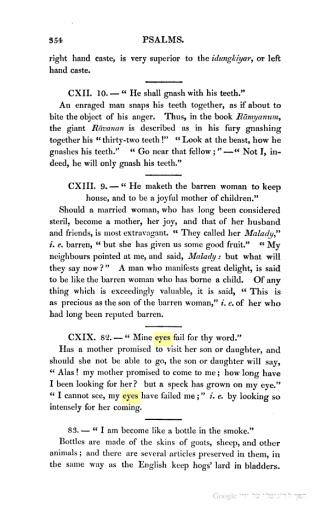 354
PSALMS.
right hand caste, is very superior to the idungkiyar, or left
hand caste.
CXII. 10. — “ He shall gnash with his teeth.”
An enraged man snaps his teeth together, as if about to
bite the object of his anger. Thus, in the book Rāmyanum,
the giant Rāvanan is described as in his fury gnashing
together his “ thirty-two teeth !” “ Look at the beast, how he
gnashes his teeth.” “ Go near that fellow ; ” — “ Not I, in-
deed, he will only gnash his teeth.”
CXIII. 9. — “ He maketh the barren woman to keep
house, and to be a joyful mother of children.”
Should a married woman, who has long been considered
steril, become a mother, her joy, and that of her husband
and friends, is most extravagant. “ They called her Malady,”
i. e. barren, “ but she has given us some good fruit.” “ My
neighbours pointed at me, and said, Malady : but what will
they say now ? ” A man who manifests great delight, is said
to be like the barren woman who has borne a child. Of any
thing which is exceedingly valuable, it is said, “ This is
as precious as the son of the barren woman,” i. e. of her who
had long been reputed barren.
CXIX. 82. — “ Mine eyes fail for thy word.”
Has a mother promised to visit her son or daughter, and
should she not be able to go, the son or daughter will say,
“ Alas ! my mother promised to come to me ; how long have
I been looking for her ? but a speck has grown on my eye.”
“ I cannot see, my eyes have failed me ; ” i. e. by looking so
intensely for her coming.
83. — “ I am become like a bottle in the smoke.”
Bottles are made of the skins of goats, sheep, and other
animals ; and there are several articles preserved in them, in
the same way as the English keep hogs' lard in bladders.
Google